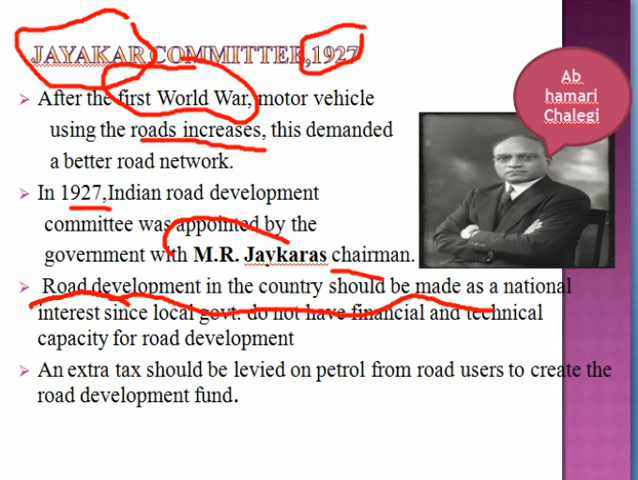 JAYAKAR COMMITTEE,1927
Ab
hamari
Chalegi
After the first World War, motor vehicle
using the roads increases, this demanded
a better road network.
In 1927,Indian road development
committee was appointed by the
government with M.R. Jaykaras chairman.
Road development in the country should be made as a national
interest since local govt. do not have financial and technical
capacity for road development
An extra tax should be levied on petrol from road users to create the
road development fund.